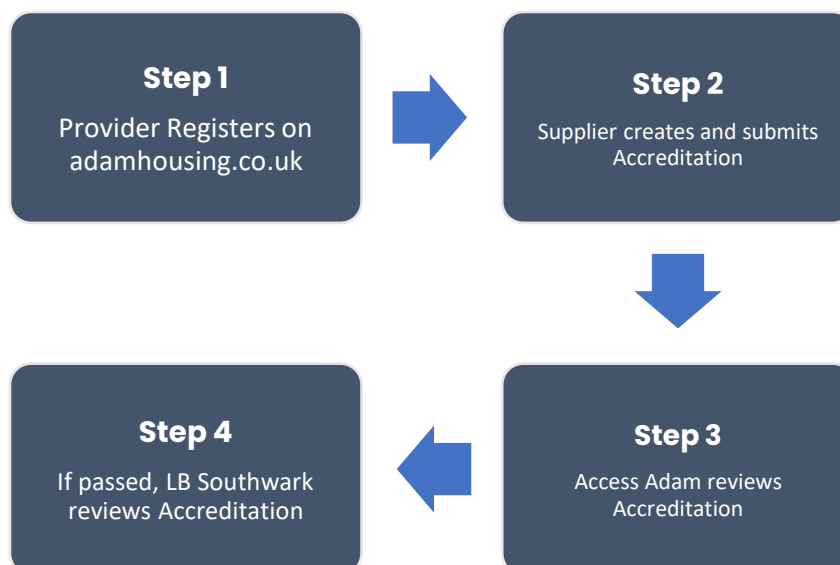 Step 1
Provider Registers on
adamhousing.co.uk
Step 2
Supplier creates and submits
Accreditation
Step 3
Access Adam reviews
Accreditation
Step 4
If passed, LB Southwark
reviews Accreditation